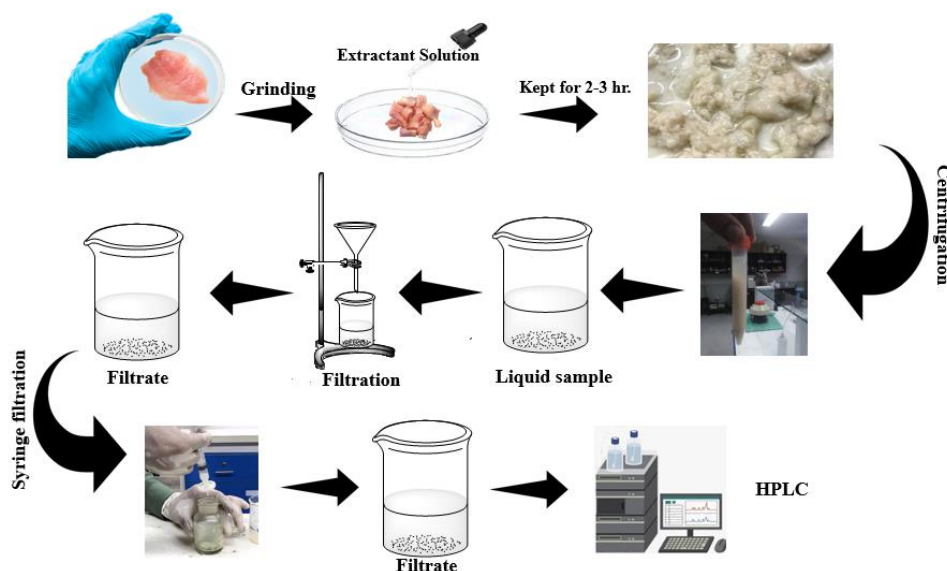 Extractant Solution
Grinding
Kept for 2-3 hr.
Centrifugation
Liquid sample
Filtration
Filtrate
Syringe filtration
Filtrate
HPLC